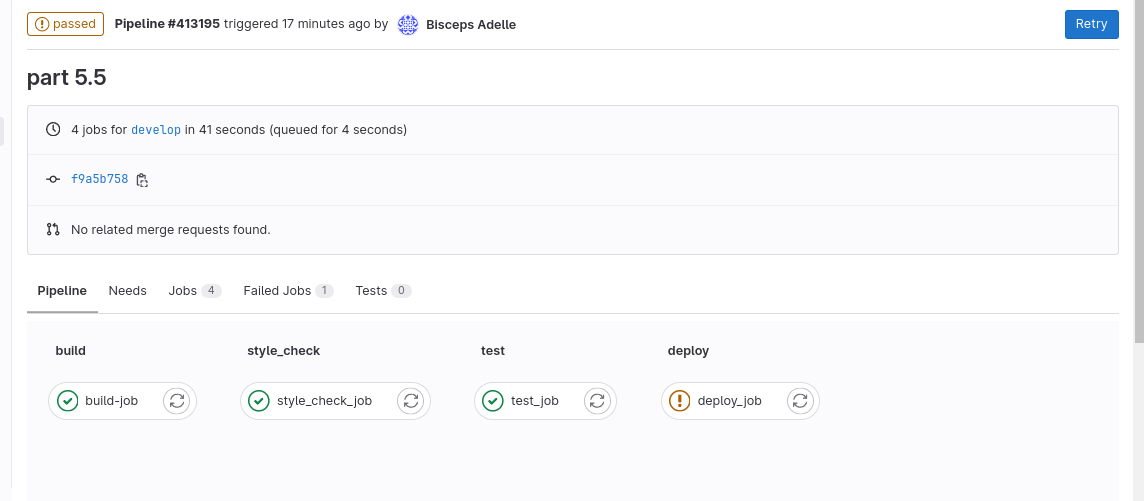 passed Pipeline #413195 triggered 17 minutes ago by Bisceps Adelle Retry
part 5.5
4 jobs for develop in 41 seconds (queued for 4 seconds)
f9a5b758
No related merge requests found.
Pipeline Needs Jobs 4 Failed Jobs 1 Tests 0
build style_check test deploy
build-job style_check_job test_job deploy_job